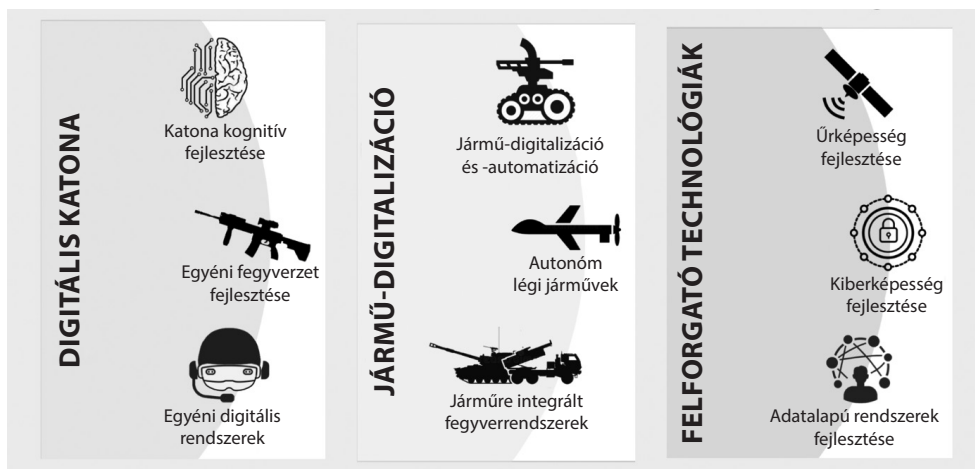 DIGITÁLIS KATONA
Katona kognitív
fejlesztése
Egyéni fegyverzet
fejlesztése
Egyéni digitális
rendszerek
JÁRMŰ-DIGITALIZÁCIÓ
Jármű-digitalizáció
és -automatizáció
Autonóm
légi járművek
Járműre integrált
fegyverrendszerek
FELFORGATÓ TECHNOLÓGIÁK
Űrképesség
fejlesztése
Kiberképesség
fejlesztése
Adatalapú rendszerek
fejlesztése